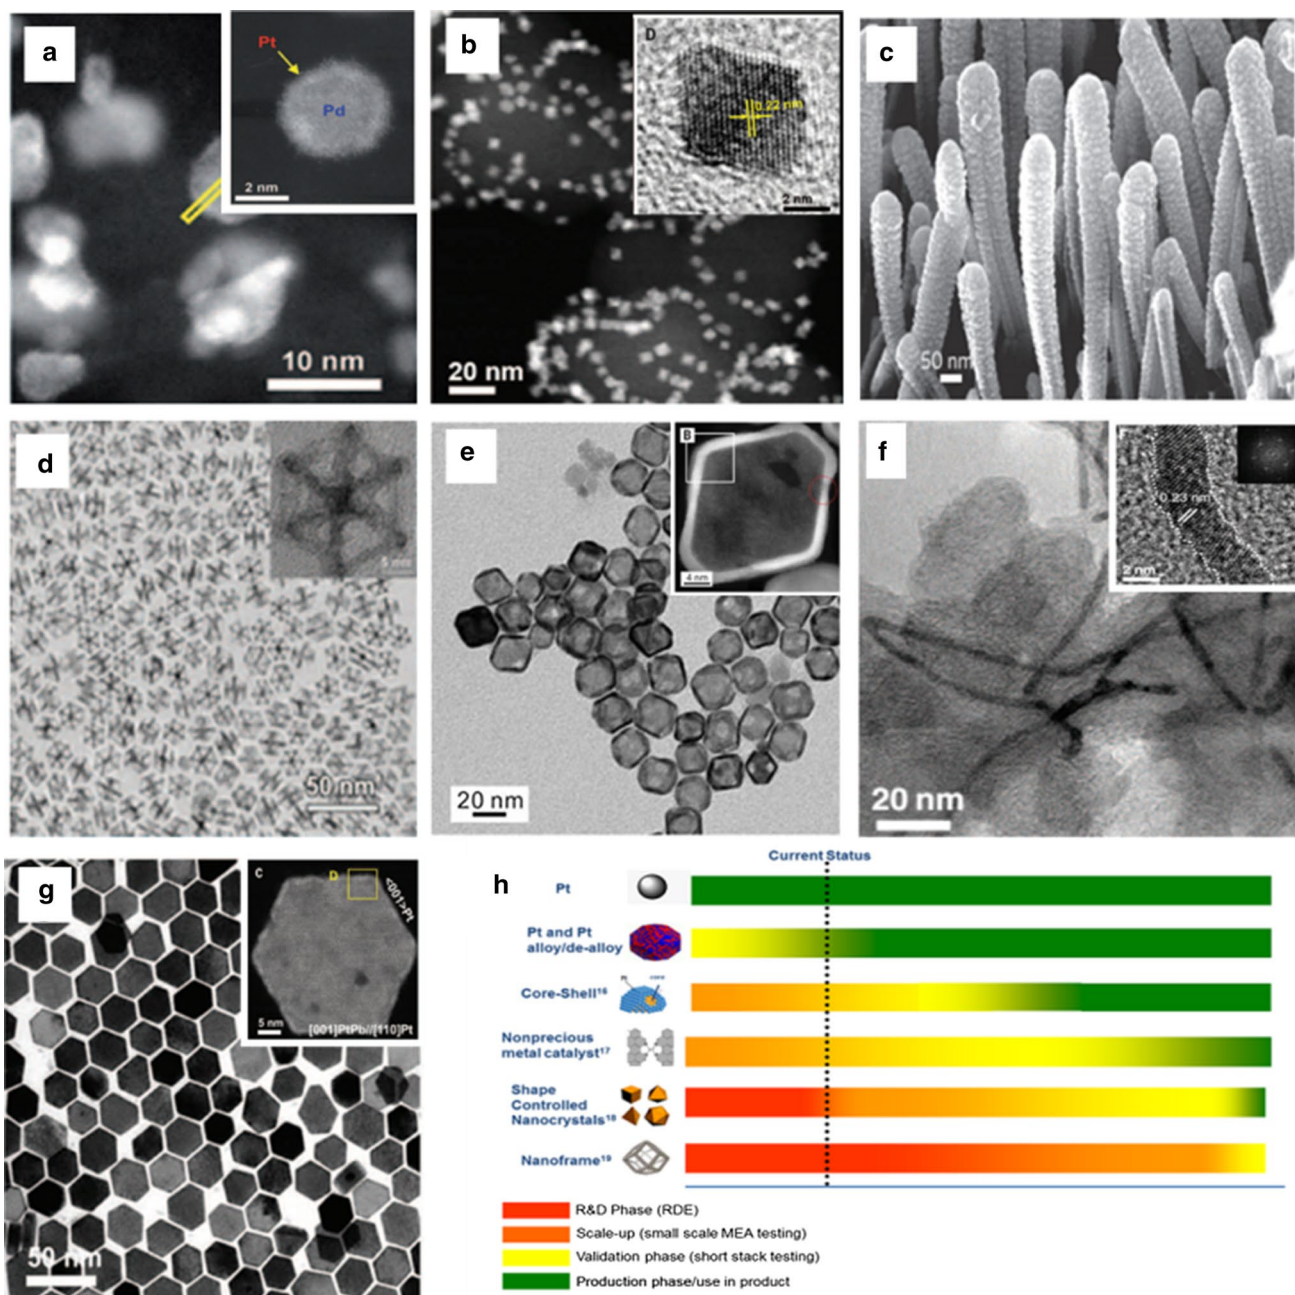 a
Pt
Pd
2 nm
10 nm
b
D
0.22 nm
2 nm
20 nm
c
50 nm
d
5 nm
50 nm
e
B
4 nm
20 nm
f
0.23 nm
2 nm
20 nm
g
C
D
<001>Pt
5 nm
[001]PtPb//[110]Pt
50 nm
h
Current Status
Pt
Pt and Pt
alloy/de-alloy
Core-Shell¹⁶
Nonprecious
metal catalyst¹⁷
Shape
Controlled
Nanocrystals¹⁸
Nanoframe¹⁹
R&D Phase (RDE)
Scale-up (small scale MEA testing)
Validation phase (short stack testing)
Production phase/use in product